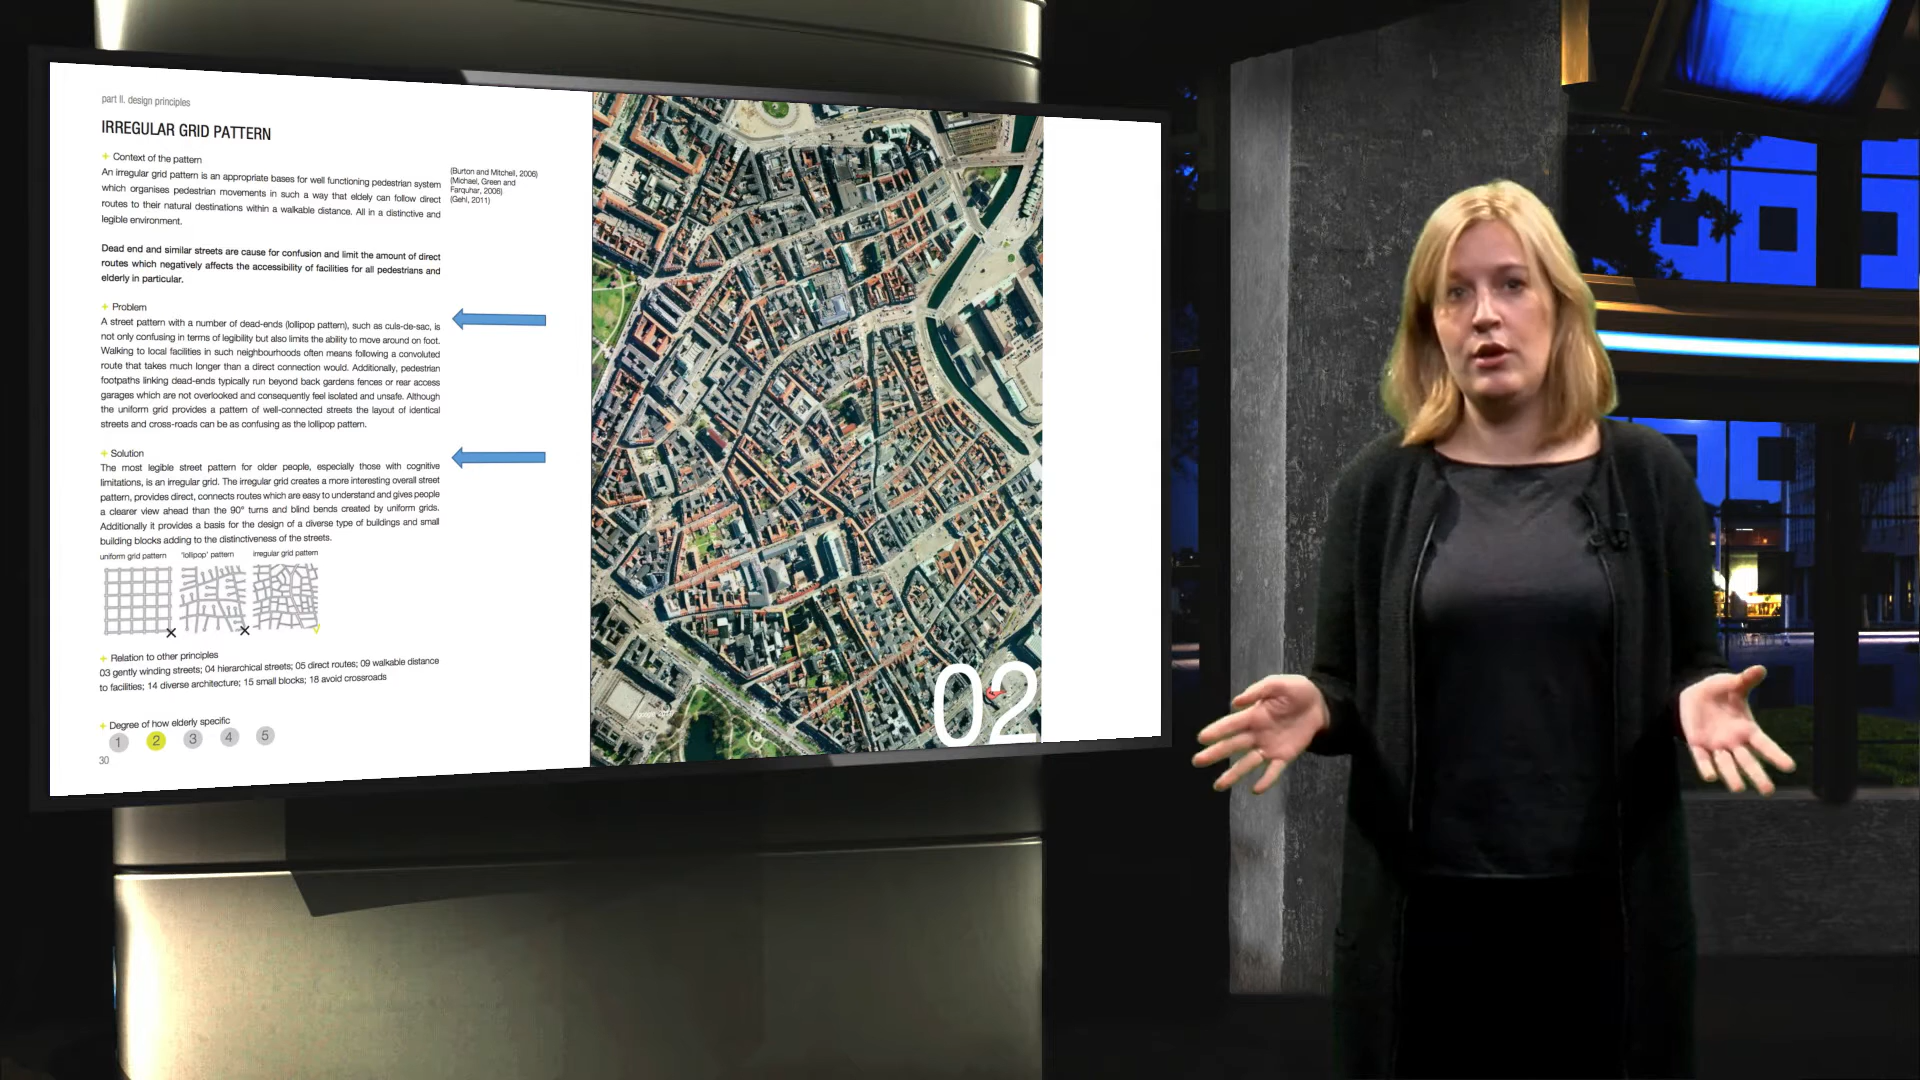 part II. design principles
IRREGULAR GRID PATTERN
+ Context of the pattern
An irregular grid pattern is an appropriate bases for well functioning pedestrian system
which organises pedestrian movements in such a way that eldely can follow direct
routes to their natural destinations within a walkable distance. All in a distinctive and
legible environment.
(Burton and Mitchell, 2006)
(Michael, Green and
Farquhar, 2006)
(Gehl, 2011)
Dead end and similar streets are cause for confusion and limit the amount of direct
routes which negatively affects the accessibility of facilities for all pedestrians and
elderly in particular.
+ Problem
A street pattern with a number of dead-ends (lollipop pattern), such as culs-de-sac, is
not only confusing in terms of legibility but also limits the ability to move around on foot.
Walking to local facilities in such neighbourhoods often means following a convoluted
route that takes much longer than a direct connection would. Additionally, pedestrian
footpaths linking dead-ends typically run beyond back gardens fences or rear access
garages which are not overlooked and consequently feel isolated and unsafe. Although
the uniform grid provides a pattern of well-connected streets the layout of identical
streets and cross-roads can be as confusing as the lollipop pattern.
+ Solution
The most legible street pattern for older people, especially those with cognitive
limitations, is an irregular grid. The irregular grid creates a more interesting overall street
pattern, provides direct, connects routes which are easy to understand and gives people
a clearer view ahead than the 90° turns and blind bends created by uniform grids.
Additionally it provides a basis for the design of a diverse type of buildings and small
building blocks adding to the distinctiveness of the streets.
uniform grid pattern 'lollipop' pattern irregular grid pattern
+ Relation to other principles
03 gently winding streets; 04 hierarchical streets; 05 direct routes; 09 walkable distance
to facilities; 14 diverse architecture; 15 small blocks; 18 avoid crossroads
+ Degree of how elderly specific
1 2 3 4 5
30
02